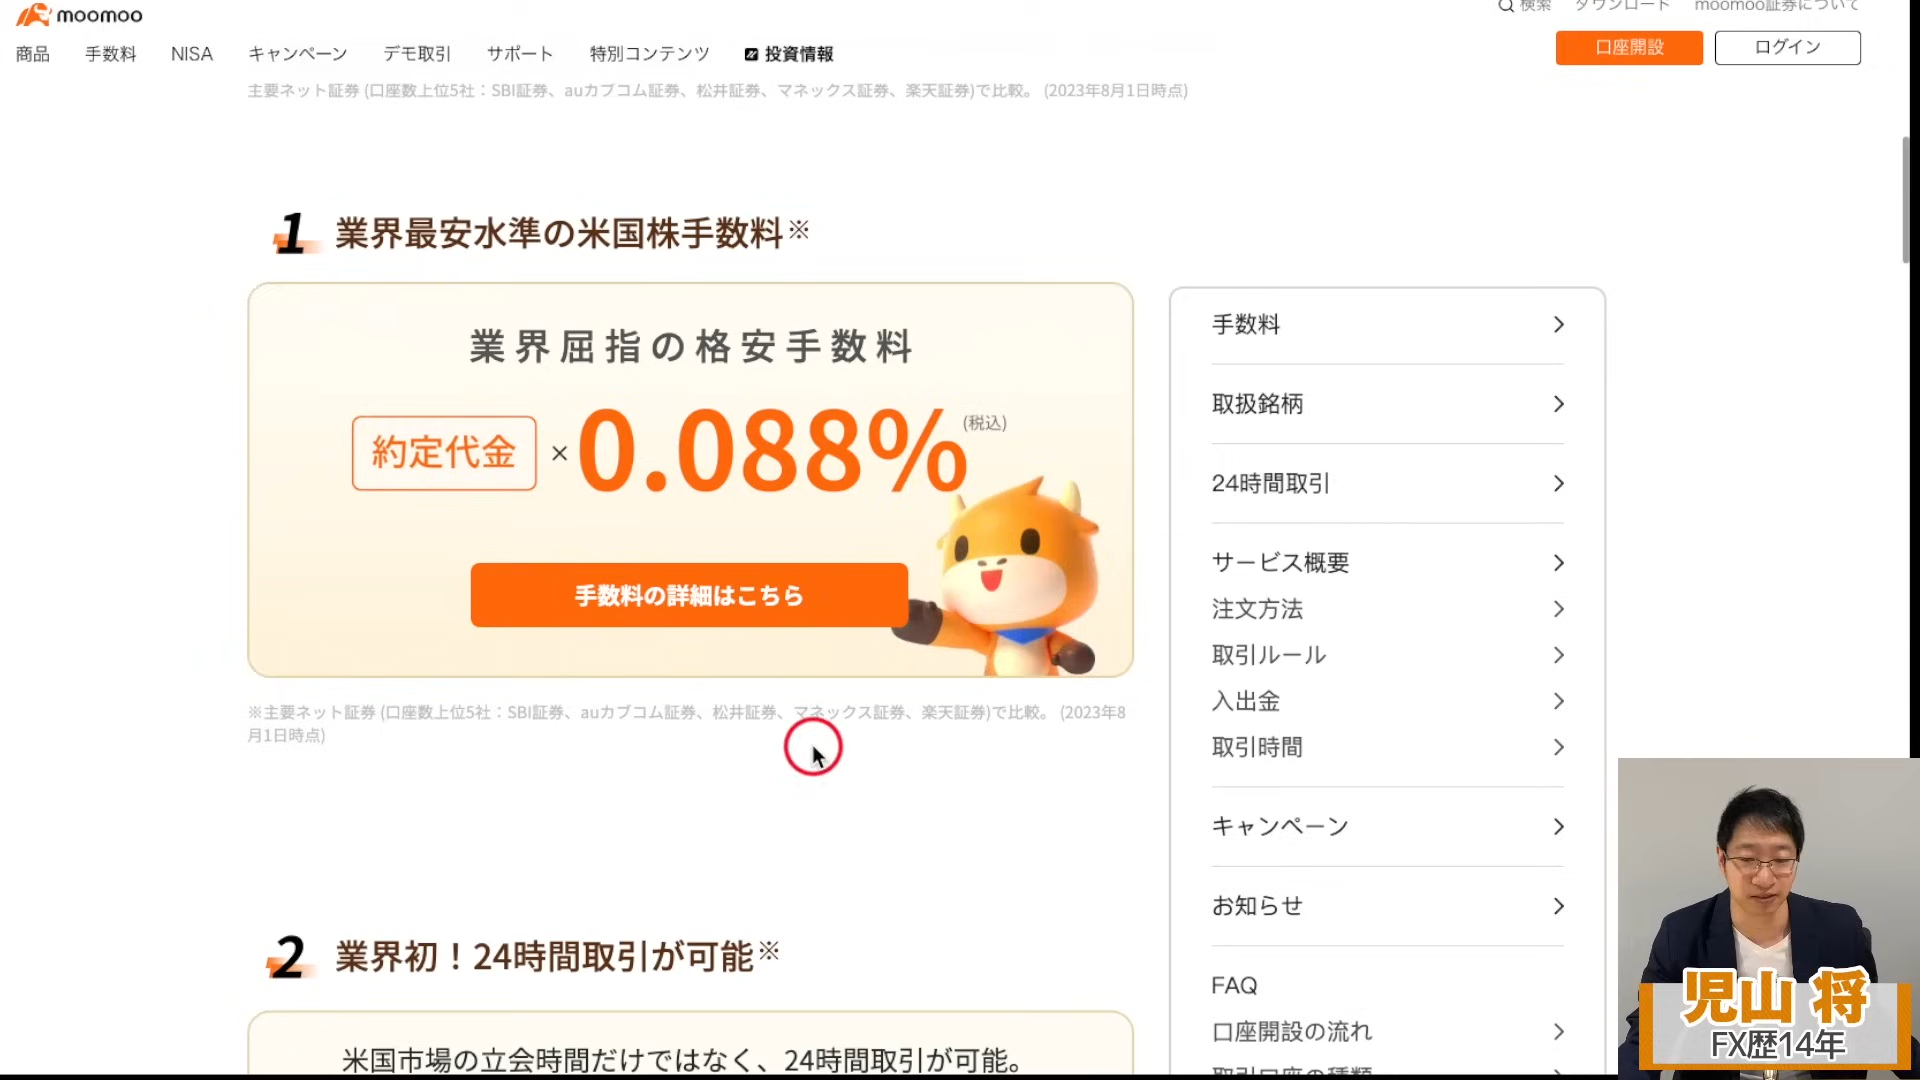 moomoo
検索
ダウンロード
moomoo証券について
商品
手数料
NISA
キャンペーン
デモ取引
サポート
特別コンテンツ
投資情報
口座開設
ログイン
主要ネット証券 (口座数上位5社：SBI証券、auカブコム証券、松井証券、マネックス証券、楽天証券)で比較。 (2023年8月1日時点)
1 業界最安水準の米国株手数料※
業界屈指の格安手数料
約定代金 × 0.088% (税込)
手数料の詳細はこちら
※主要ネット証券 (口座数上位5社：SBI証券、auカブコム証券、松井証券、マネックス証券、楽天証券)で比較。 (2023年8
月1日時点)
2 業界初！24時間取引が可能※
米国市場の立会時間だけではなく、24時間取引が可能。
手数料
取扱銘柄
24時間取引
サービス概要
注文方法
取引ルール
入出金
取引時間
キャンペーン
お知らせ
FAQ
口座開設の流れ
取引口座の種類
児山 将
FX歴14年